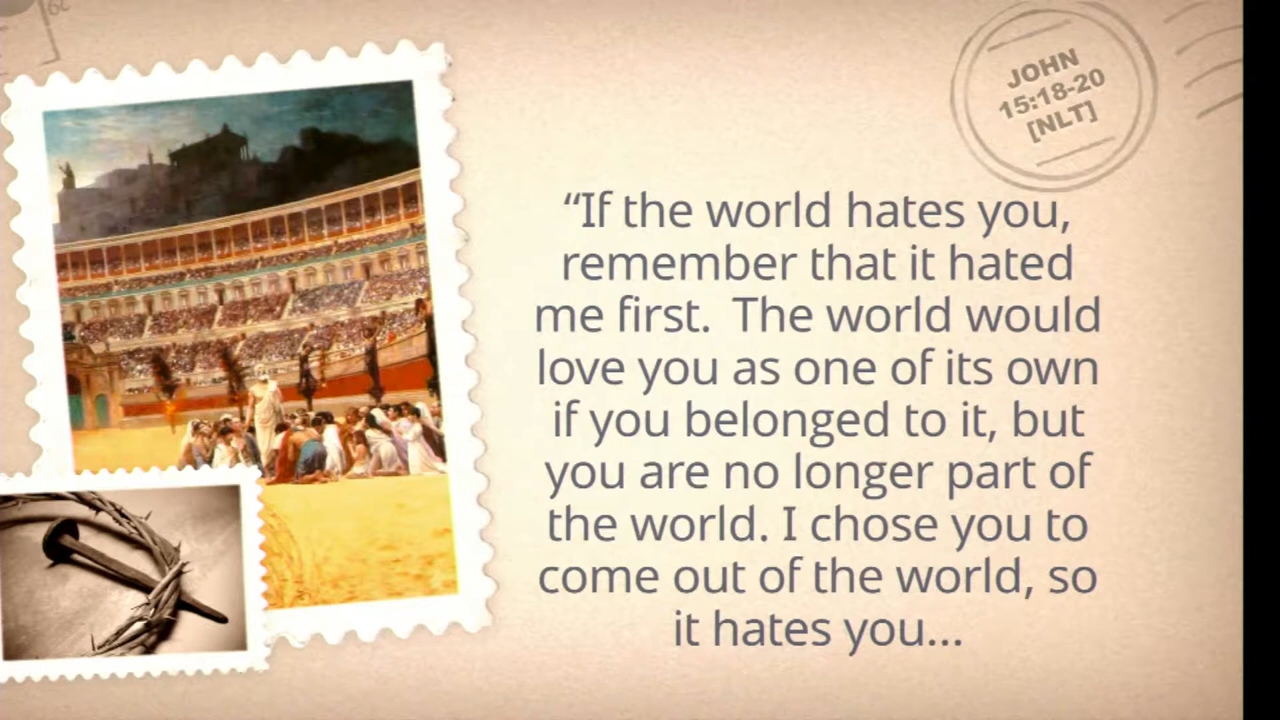 JOHN
15:18-20
[NLT]
“If the world hates you,
remember that it hated
me first.  The world would
love you as one of its own
if you belonged to it, but
you are no longer part of
the world. I chose you to
come out of the world, so
it hates you...